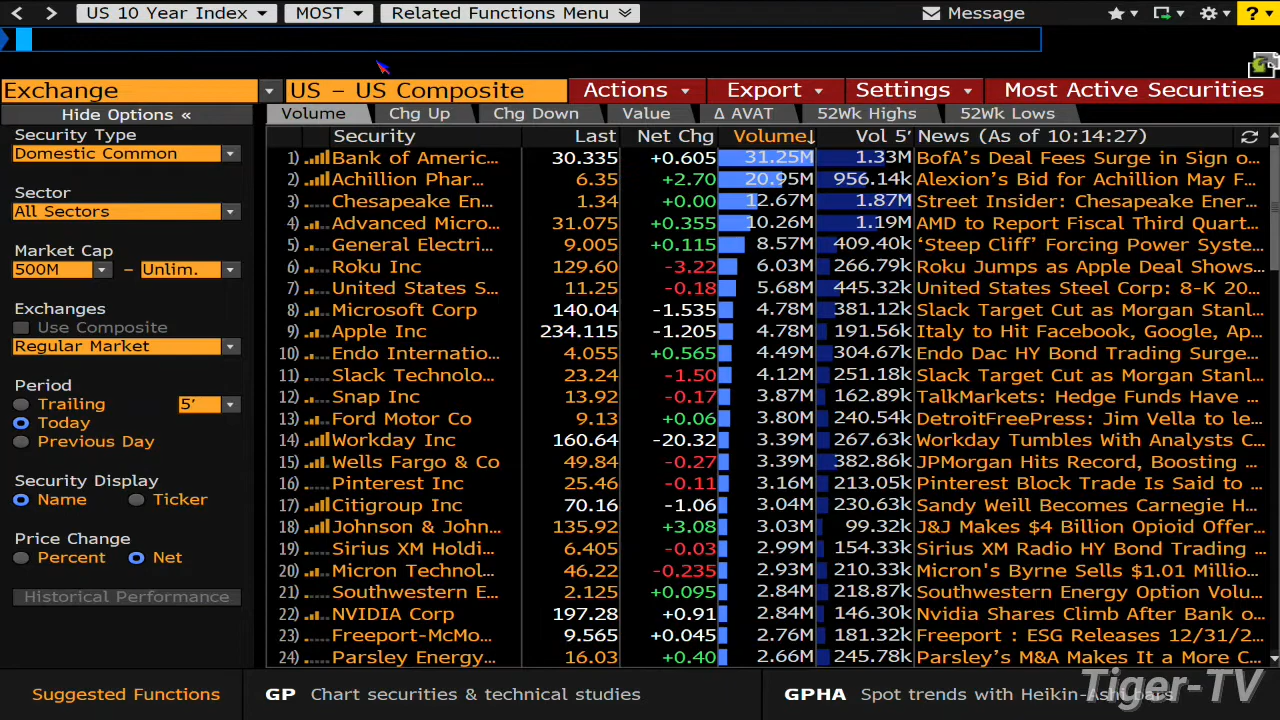 < > US 10 Year Index MOST Related Functions Menu Message ?
Exchange US - US Composite Actions Export Settings Most Active Securities
Hide Options «
Volume Chg Up Chg Down Value Δ AVAT 52Wk Highs 52Wk Lows
Security Type
Domestic Common
Sector
All Sectors
Market Cap
500M - Unlim.
Exchanges
Use Composite
Regular Market
Period
Trailing 5'
Today
Previous Day
Security Display
Name Ticker
Price Change
Percent Net
Historical Performance
Security Last Net Chg Volume↓ Vol 5' News (As of 10:14:27)
1) Bank of Americ... 30.335 +0.605 31.25M 1.33M BofA's Deal Fees Surge in Sign o...
2) Achillion Phar... 6.35 +2.70 20.95M 956.14k Alexion's Bid for Achillion May F...
3) Chesapeake En... 1.34 +0.00 12.67M 1.87M Street Insider: Chesapeake Ener...
4) Advanced Micro... 31.075 +0.355 10.26M 1.19M AMD to Report Fiscal Third Quart...
5) General Electri... 9.005 +0.115 8.57M 409.40k ‘Steep Cliff’ Forcing Power Syste...
6) Roku Inc 129.60 -3.22 6.03M 266.79k Roku Jumps as Apple Deal Shows...
7) United States S... 11.25 -0.18 5.68M 445.32k United States Steel Corp: 8-K 20...
8) Microsoft Corp 140.04 -1.535 4.78M 381.12k Slack Target Cut as Morgan Stanl...
9) Apple Inc 234.115 -1.205 4.78M 191.56k Italy to Hit Facebook, Google, Ap...
10) Endo Internatio... 4.055 +0.565 4.49M 304.67k Endo Dac HY Bond Trading Surge...
11) Slack Technolo... 23.24 -1.50 4.12M 251.18k Slack Target Cut as Morgan Stanl...
12) Snap Inc 13.92 -0.17 3.87M 162.89k TalkMarkets: Hedge Funds Have ...
13) Ford Motor Co 9.13 +0.06 3.80M 240.54k DetroitFreePress: Jim Vella to le...
14) Workday Inc 160.64 -20.32 3.39M 267.63k Workday Tumbles With Analysts C...
15) Wells Fargo & Co 49.84 -0.27 3.39M 382.86k JPMorgan Hits Record, Boosting ...
16) Pinterest Inc 25.46 -0.11 3.16M 213.05k Pinterest Block Trade Is Said to ...
17) Citigroup Inc 70.16 -1.06 3.04M 230.63k Sandy Weill Becomes Carnegie H...
18) Johnson & John... 135.92 +3.08 3.03M 99.32k J&J Makes $4 Billion Opioid Offer...
19) Sirius XM Holdi... 6.405 -0.03 2.99M 154.33k Sirius XM Radio HY Bond Trading ...
20) Micron Technol... 46.22 -0.235 2.93M 210.33k Micron's Byrne Sells $1.01 Millio...
21) Southwestern E... 2.125 +0.095 2.84M 218.87k Southwestern Energy Option Volu...
22) NVIDIA Corp 197.28 +0.91 2.84M 146.30k Nvidia Shares Climb After Bank o...
23) Freeport-McMo... 9.565 +0.045 2.76M 181.32k Freeport : ESG Releases 12/31/2...
24) Parsley Energy... 16.03 +0.40 2.66M 245.78k Parsley's M&A Makes It a More C...
Suggested Functions GP Chart securities & technical studies GPHA Spot trends with Heikin-Ashi bars
Tiger-TV